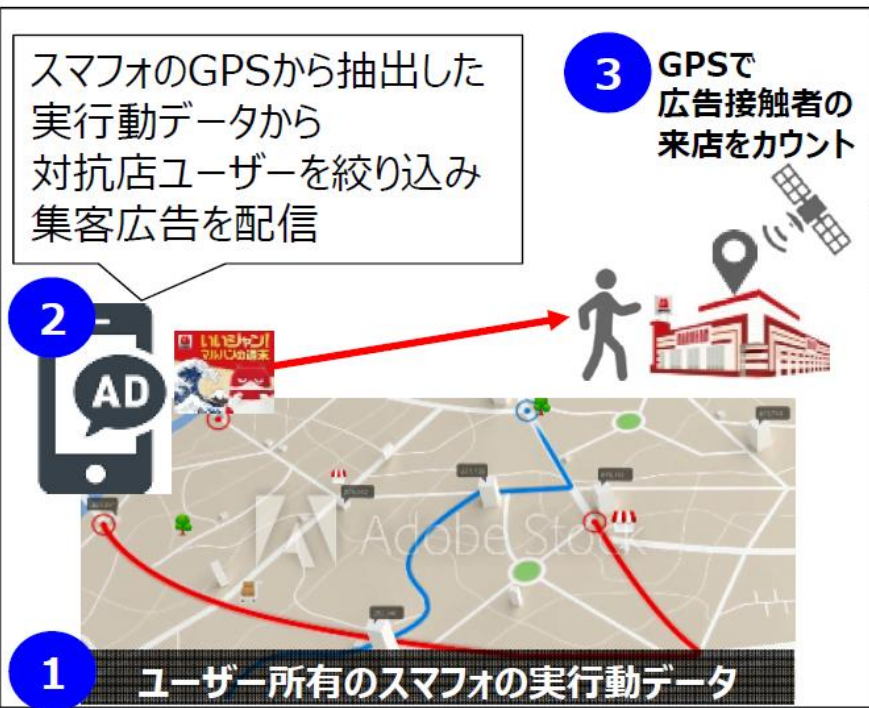 スマフォのGPSから抽出した
実行動データから
対抗店ユーザーを絞り込み
集客広告を配信
3
GPSで
広告接触者の
来店をカウント
2
AD
いいジャン!
マルハンの週末
Adobe Stock
1
ユーザー所有のスマフォの実行動データ